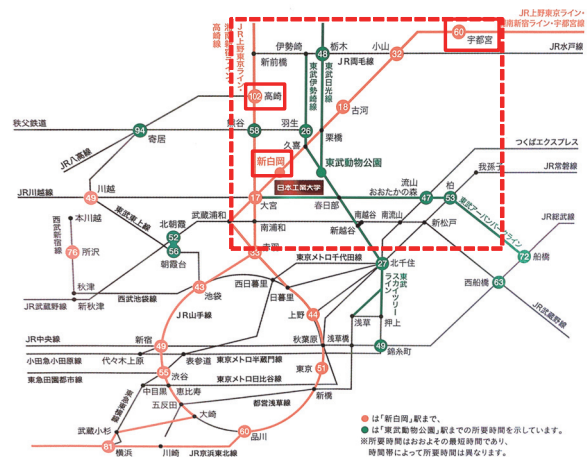 JR上野東京ライン・
湘南新宿ライン・宇都宮線
60
宇都宮
JR上野東京ライン・
湘南新宿ライン・
高崎線
伊勢崎
48
栃木
小山
32
JR水戸線
新前橋
JR両毛線
東武伊勢崎線
東武日光線
102
高崎
18
古河
秩父鉄道
熊谷
羽生
94
58
26
栗橋
寄居
久喜
つくばエクスプレス
JR八高線
新白岡
東武動物公園
我孫子
JR常磐線
日本工業大学
流山
おおたかの森
柏
JR川越線
川越
49
17
大宮
春日部
47
53
東武アーバンパークライン
本川越
東武東上線
北朝霞
武蔵浦和
南越谷
南流山
JR総武線
西武新宿線
52
南浦和
新越谷
新松戸
76
所沢
56
朝霞台
33
東京メトロ千代田線
27
北千住
72
船橋
東武
スカイツリー
ライン
秋津
西武池袋線
43
池袋
西日暮里
日暮里
西船橋
63
JR武蔵野線
新秋津
JR山手線
上野
44
浅草
押上
JR武蔵野線
JR中央線
新宿
49
秋葉原
浅草橋
49
錦糸町
小田急小田原線
代々木上原
表参道
東京メトロ半蔵門線
東急田園都市線
55
渋谷
東京
51
中目黒
恵比寿
東京メトロ日比谷線
東急東横線
五反田
都営浅草線
新橋
大崎
武蔵小杉
60
品川
61
横浜
川崎
JR京浜東北線
●は「新白岡」駅まで、
●は「東武動物公園」駅までの所要時間を示しています。
※所要時間はおおよその最短時間であり、
時間帯によって所要時間は異なります。